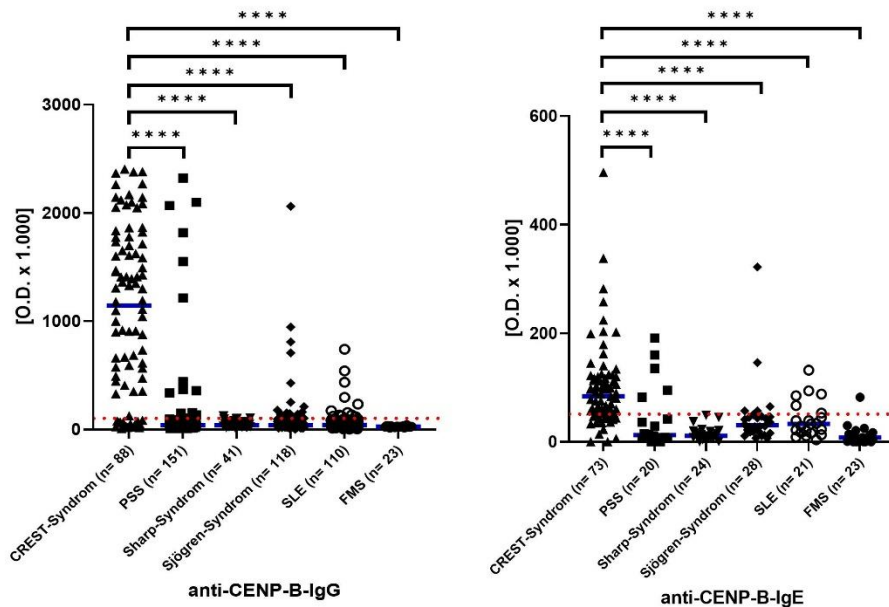 ****
****
****
****
****
[O.D. x 1.000]
3000
2000
1000
0
CREST-Syndrom (n= 88)
PSS (n= 151)
Sharp-Syndrom (n= 41)
Sjögren-Syndrom (n= 118)
SLE (n= 110)
FMS (n= 23)
anti-CENP-B-IgG
****
****
****
****
****
[O.D. x 1.000]
600
400
200
0
CREST-Syndrom (n= 73)
PSS (n= 20)
Sharp-Syndrom (n= 24)
Sjögren-Syndrom (n= 28)
SLE (n= 21)
FMS (n= 23)
anti-CENP-B-IgE